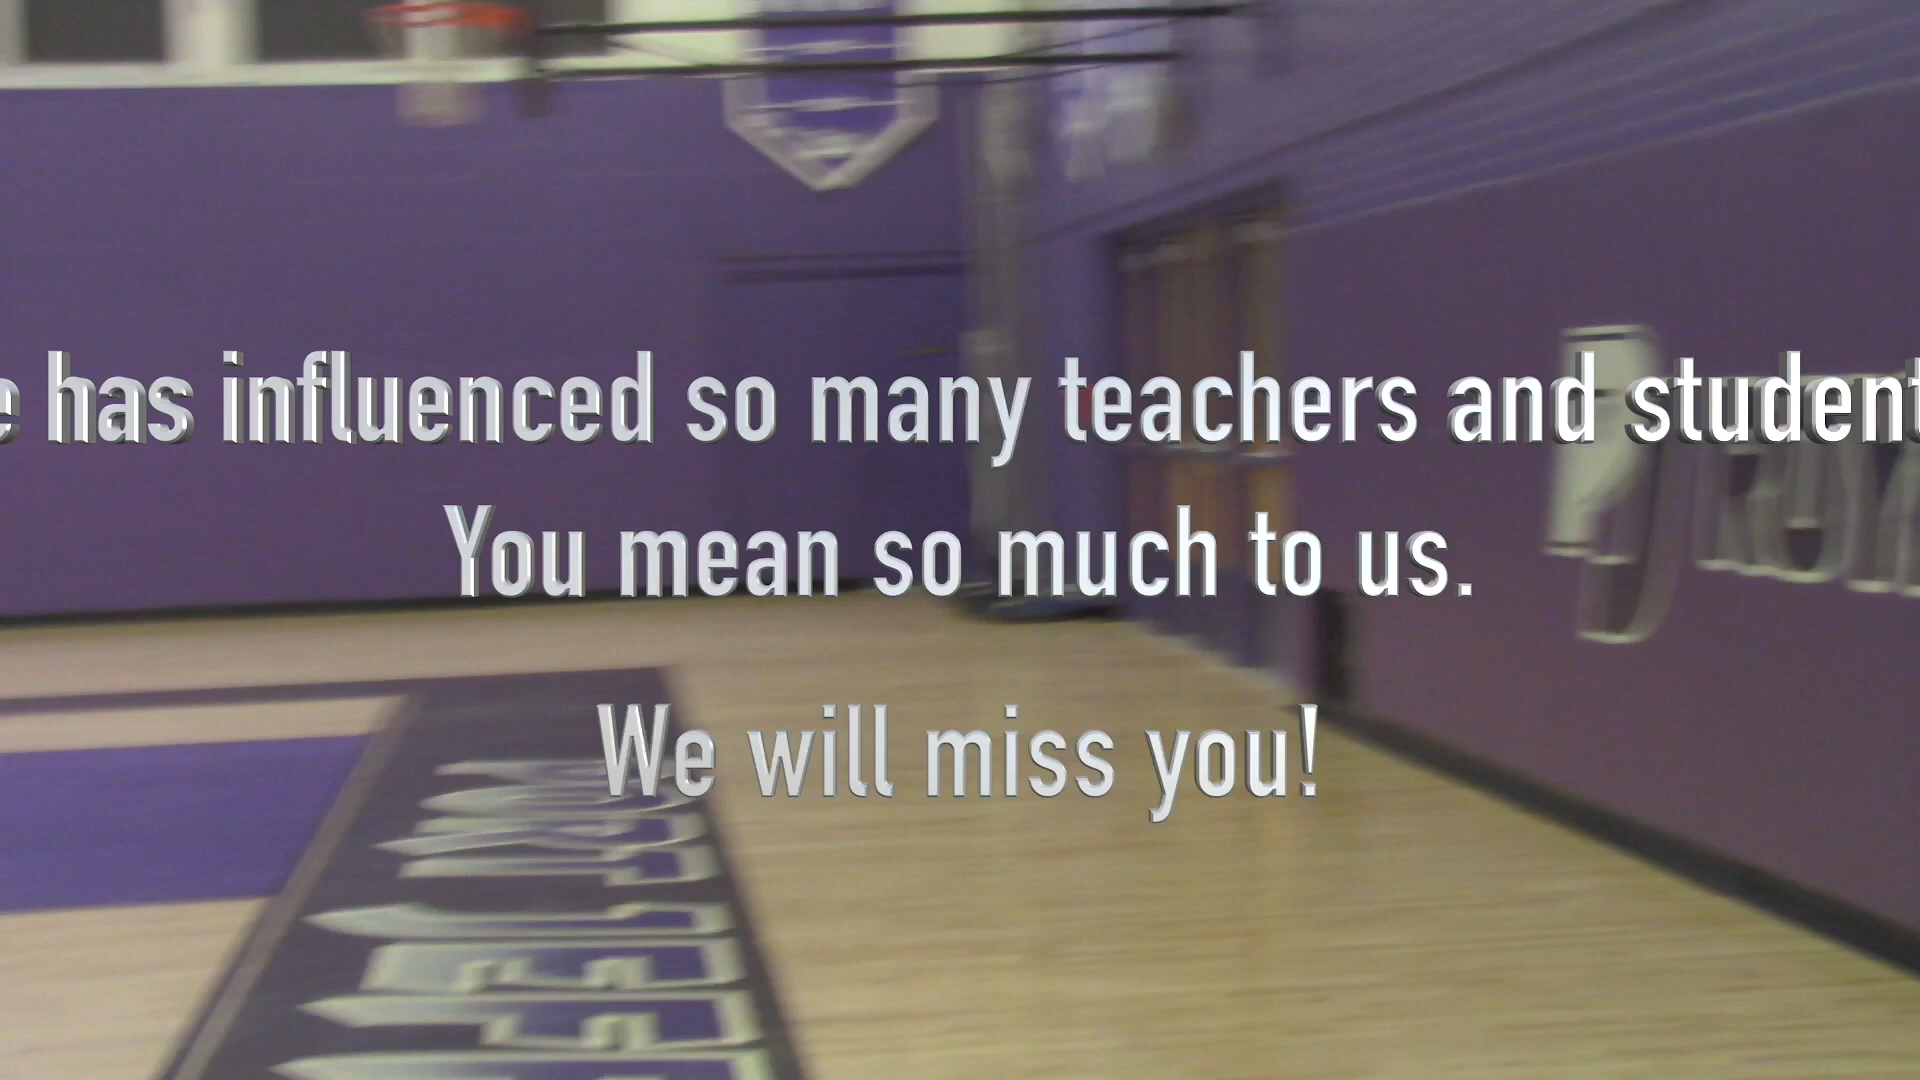 e has influenced so many teachers and student
You mean so much to us.
We will miss you!